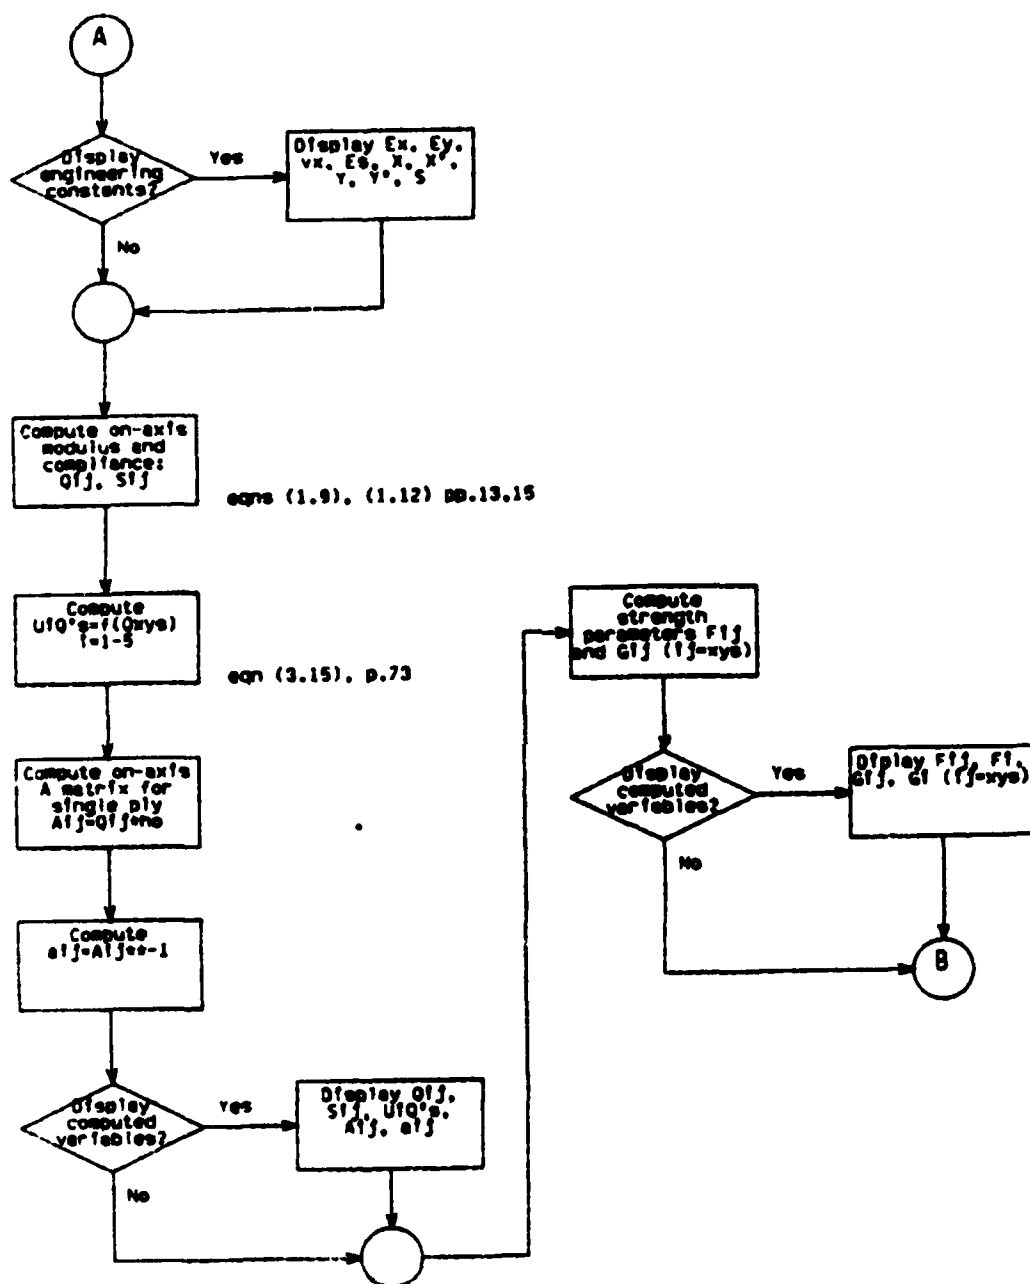 A
Display
engineering
constants?
Yes
No
Display Ex, Ey,
vx, Es, X, X',
Y, Y', S
Compute on-axis
modulus and
compliance:
Qij, Sij
eqns (1.9), (1.12) pp.13,15
Compute
UiQ's=f(Qxys)
i=1-5
eqn (3.15), p.73
Compute on-axis
A matrix for
single ply
Aij=Qij*ho
Compute
aij=Aij**-1
Display
computed
variables?
Yes
No
Display Qij,
Sij, UiQ's,
Aij, aij
Compute
strength
parameters Fij
and Gij (ij=xys)
Display
computed
variables?
Yes
No
Diplay Fij, Fi,
Gij, Gi (ij=xys)
B